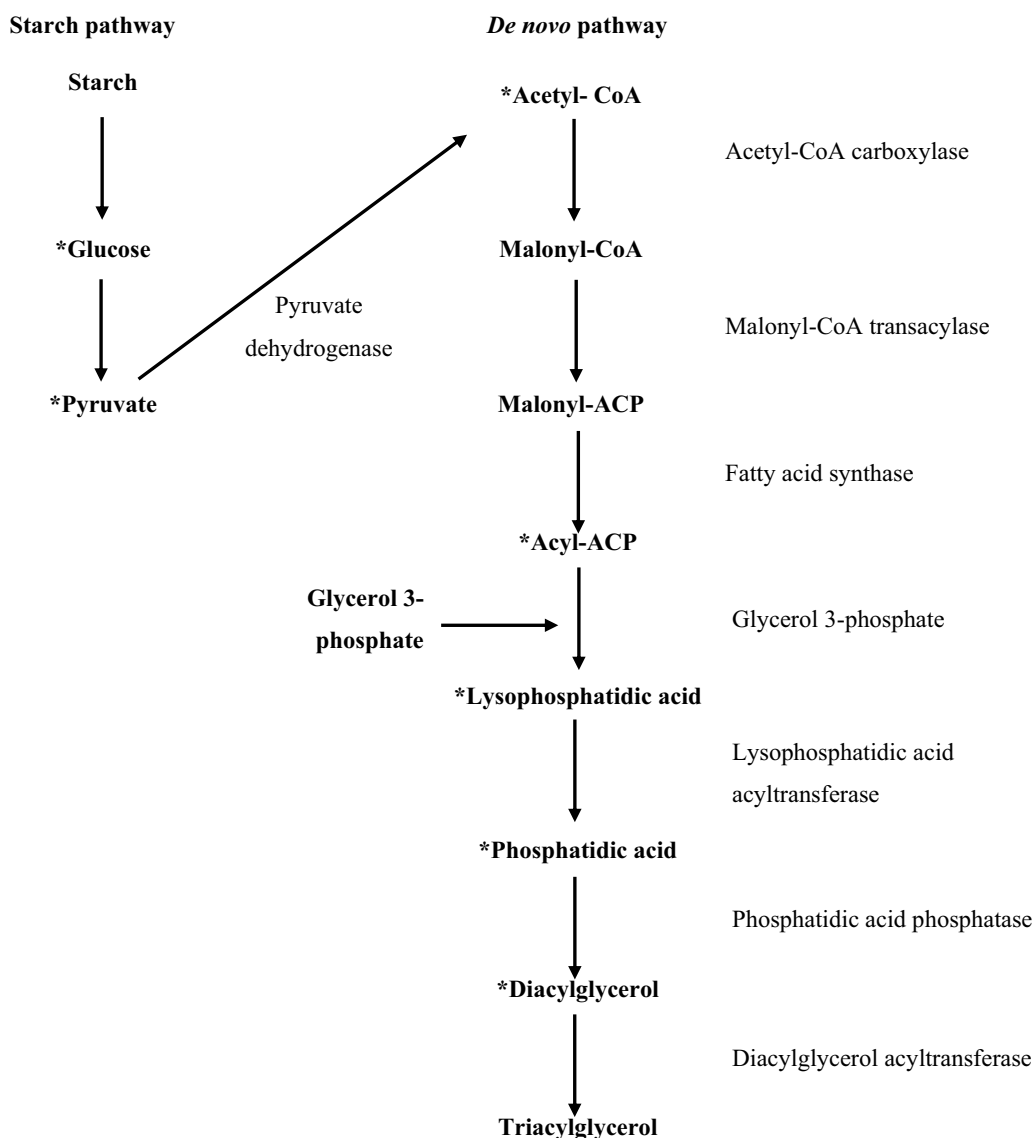 Starch pathway
De novo pathway
Starch
*Acetyl- CoA
Acetyl-CoA carboxylase
*Glucose
Malonyl-CoA
Pyruvate
dehydrogenase
Malonyl-CoA transacylase
*Pyruvate
Malonyl-ACP
Fatty acid synthase
*Acyl-ACP
Glycerol 3-
phosphate
Glycerol 3-phosphate
*Lysophosphatidic acid
Lysophosphatidic acid
acyltransferase
*Phosphatidic acid
Phosphatidic acid phosphatase
*Diacylglycerol
Diacylglycerol acyltransferase
Triacylglycerol